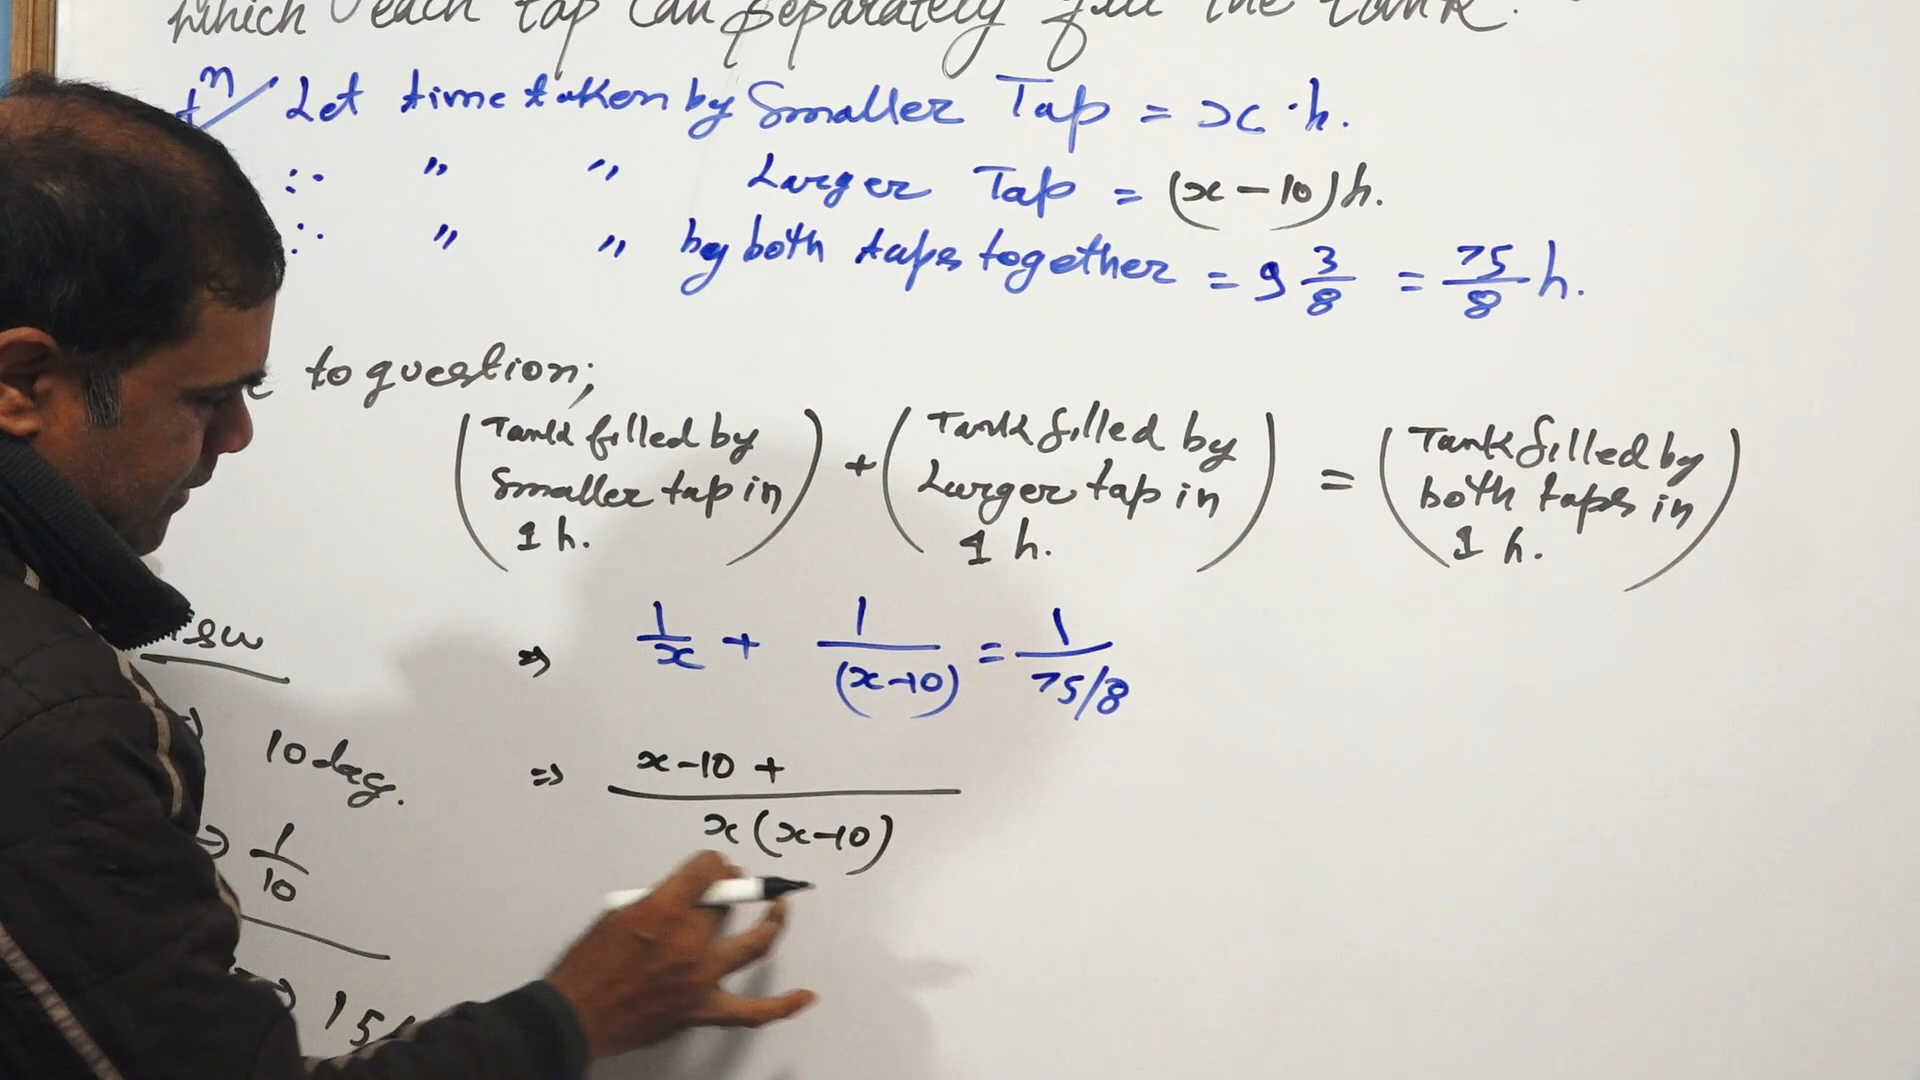 which each tap can separately fill the tank.
Let time taken by Smaller Tap = x h.
∴ " " Larger Tap = (x-10)h.
∴ " " by both taps together = 9 3/8 = 75/8 h.
to question;
(Tank filled by Smaller tap in 1 h.) + (Tank filled by Larger tap in 1 h.) = (Tank filled by both taps in 1 h.)
⇒ 1/x + 1/(x-10) = 1/(75/8)
⇒ (x-10 +)/(x(x-10))
10 day.
→ 1/10